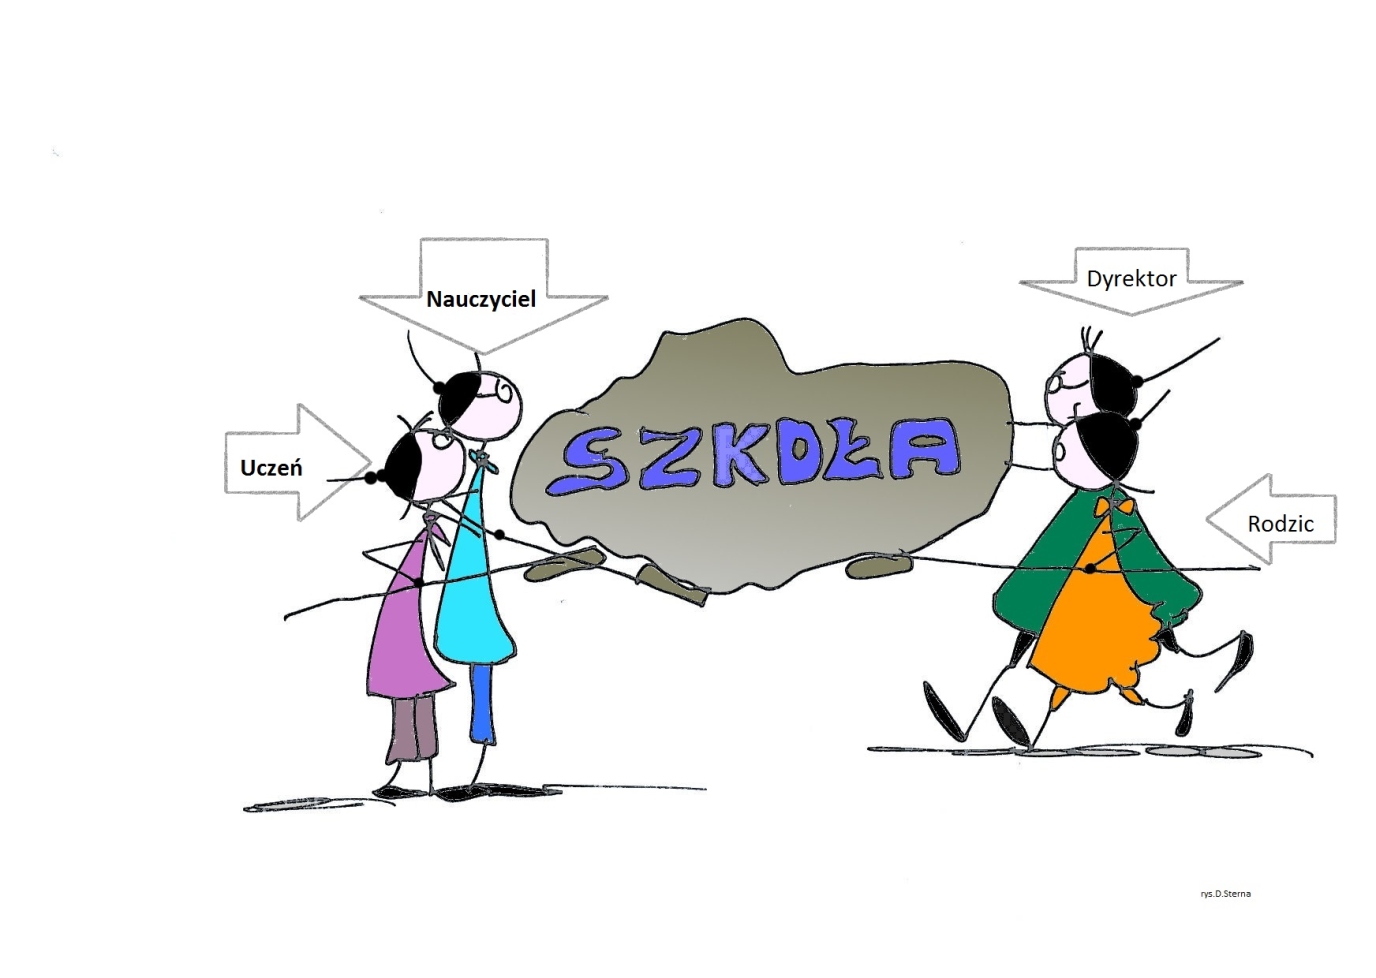 Nauczyciel
Dyrektor
SZKOŁA
Uczeń
Rodzic
rys.D.Sterna